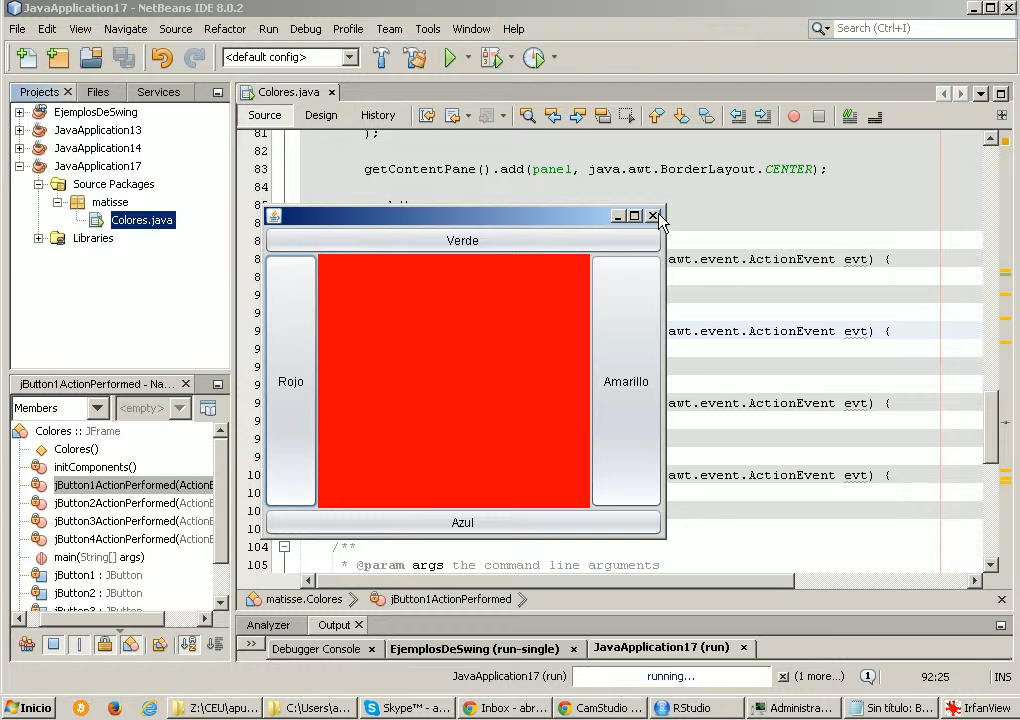 JavaApplication17 - NetBeans IDE 8.0.2
File Edit View Navigate Source Refactor Run Debug Profile Team Tools Window Help
Search (Ctrl+I)
<default config>
Projects Files Services
Colores.java
Source Design History
EjemplosDeSwing
JavaApplication13
JavaApplication14
JavaApplication17
Source Packages
matisse
Colores.java
Libraries
81 );
82
83 getContentPane().add(panel, java.awt.BorderLayout.CENTER);
84
Verde
Rojo
Amarillo
Azul
awt.event.ActionEvent evt) {
awt.event.ActionEvent evt) {
awt.event.ActionEvent evt) {
awt.event.ActionEvent evt) {
104 /**
105 * @param args the command line arguments
jButton1ActionPerformed - Na...
Members
<empty>
Colores :: JFrame
Colores()
initComponents()
jButton1ActionPerformed(ActionE
jButton2ActionPerformed(ActionE
jButton3ActionPerformed(ActionE
jButton4ActionPerformed(ActionE
main(String[] args)
jButton1 : JButton
jButton2 : JButton
jButton3 : JButton
matisse.Colores jButton1ActionPerformed
Analyzer Output
Debugger Console EjemplosDeSwing (run-single) JavaApplication17 (run)
JavaApplication17 (run) running... (1 more...) 1 92:25 INS
Inicio Z:\CEU\apu... C:\Users\a... Skype™ - a... Inbox - abr... CamStudio ... RStudio Administra... Sin título: B... IrfanView